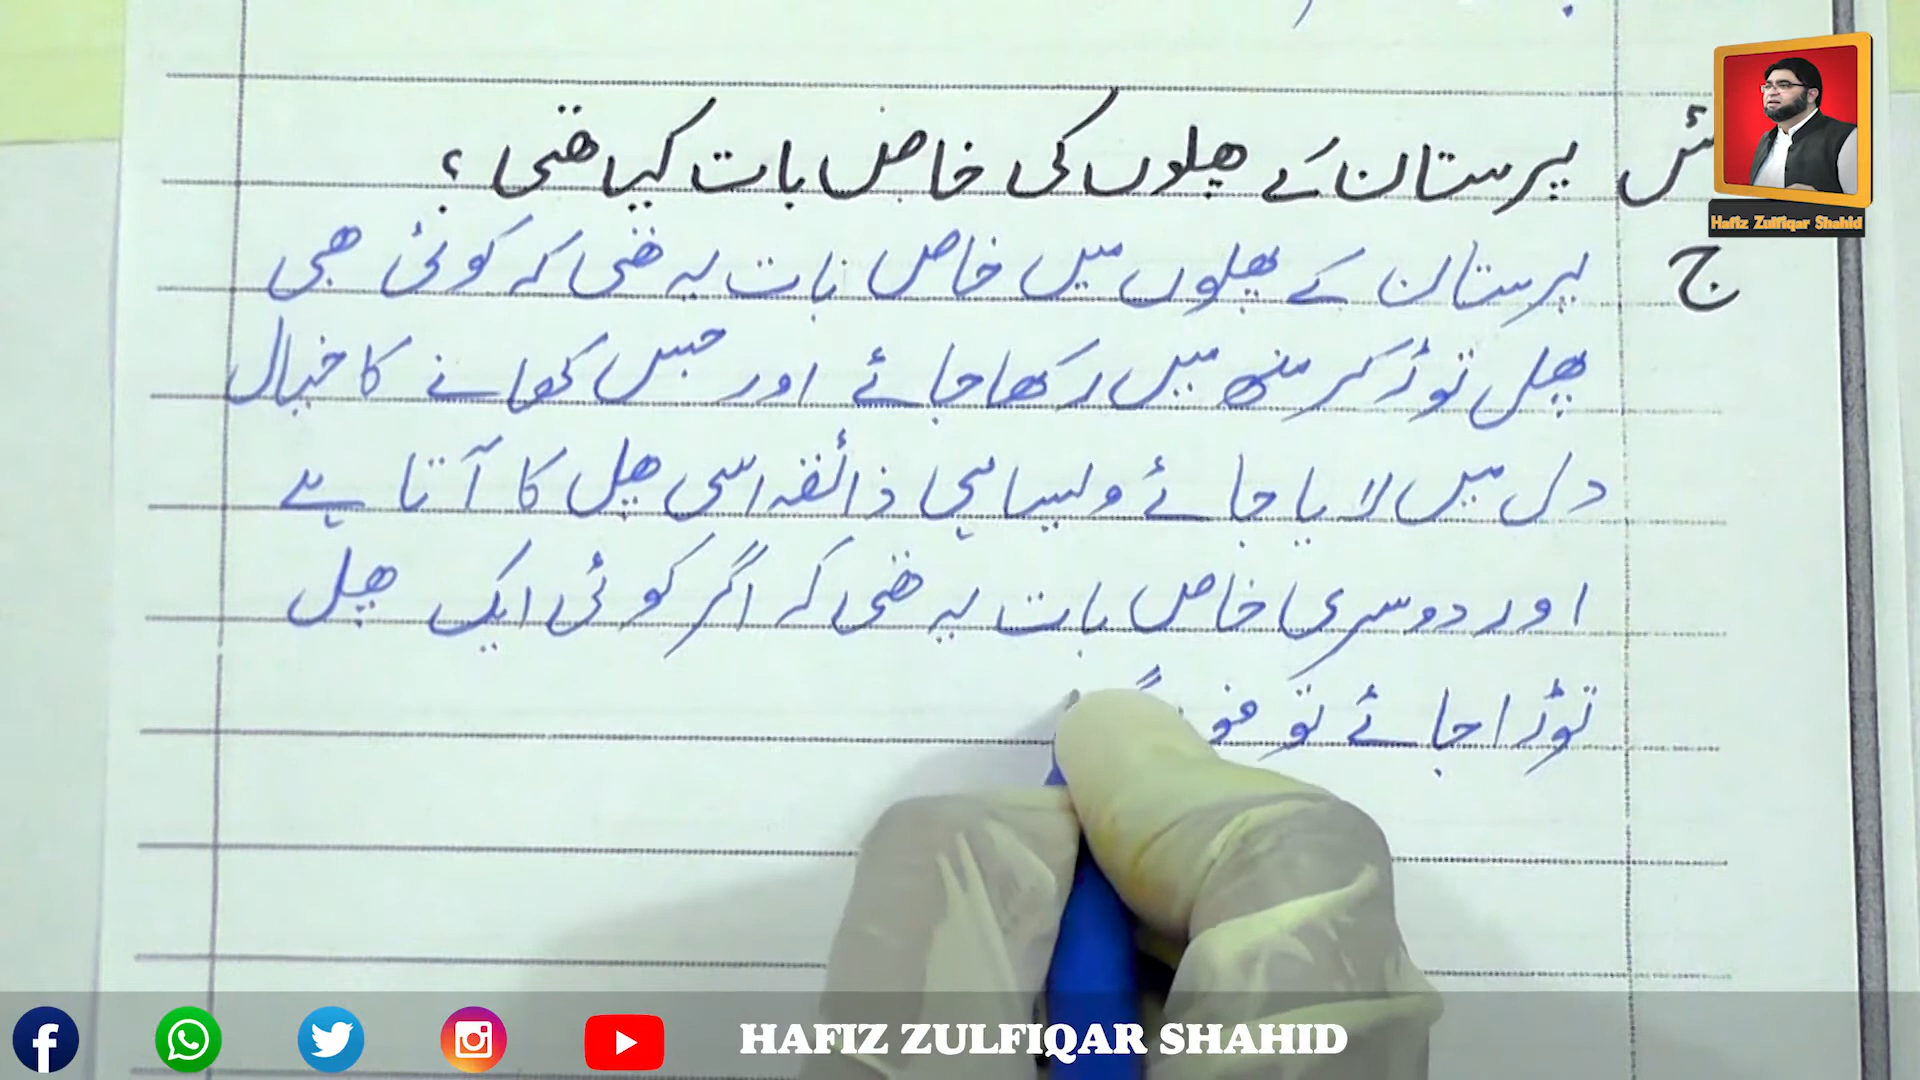 س پرستان کے پھلوں کی خاص بات کیا تھی؟
ج پرستان کے پھلوں میں خاص بات یہ تھی کہ کوئی بھی
پھل توڑ کر منھ میں رکھا جائے اور جس کھانے کا خیال
دل میں لایا جائے ویسا ہی ذائقہ اسی پھل کا آتا ہے
اور دوسری خاص بات یہ تھی کہ اگر کوئی ایک پھل
توڑا جائے تو
Hafiz Zulfiqar Shahid
HAFIZ ZULFIQAR SHAHID